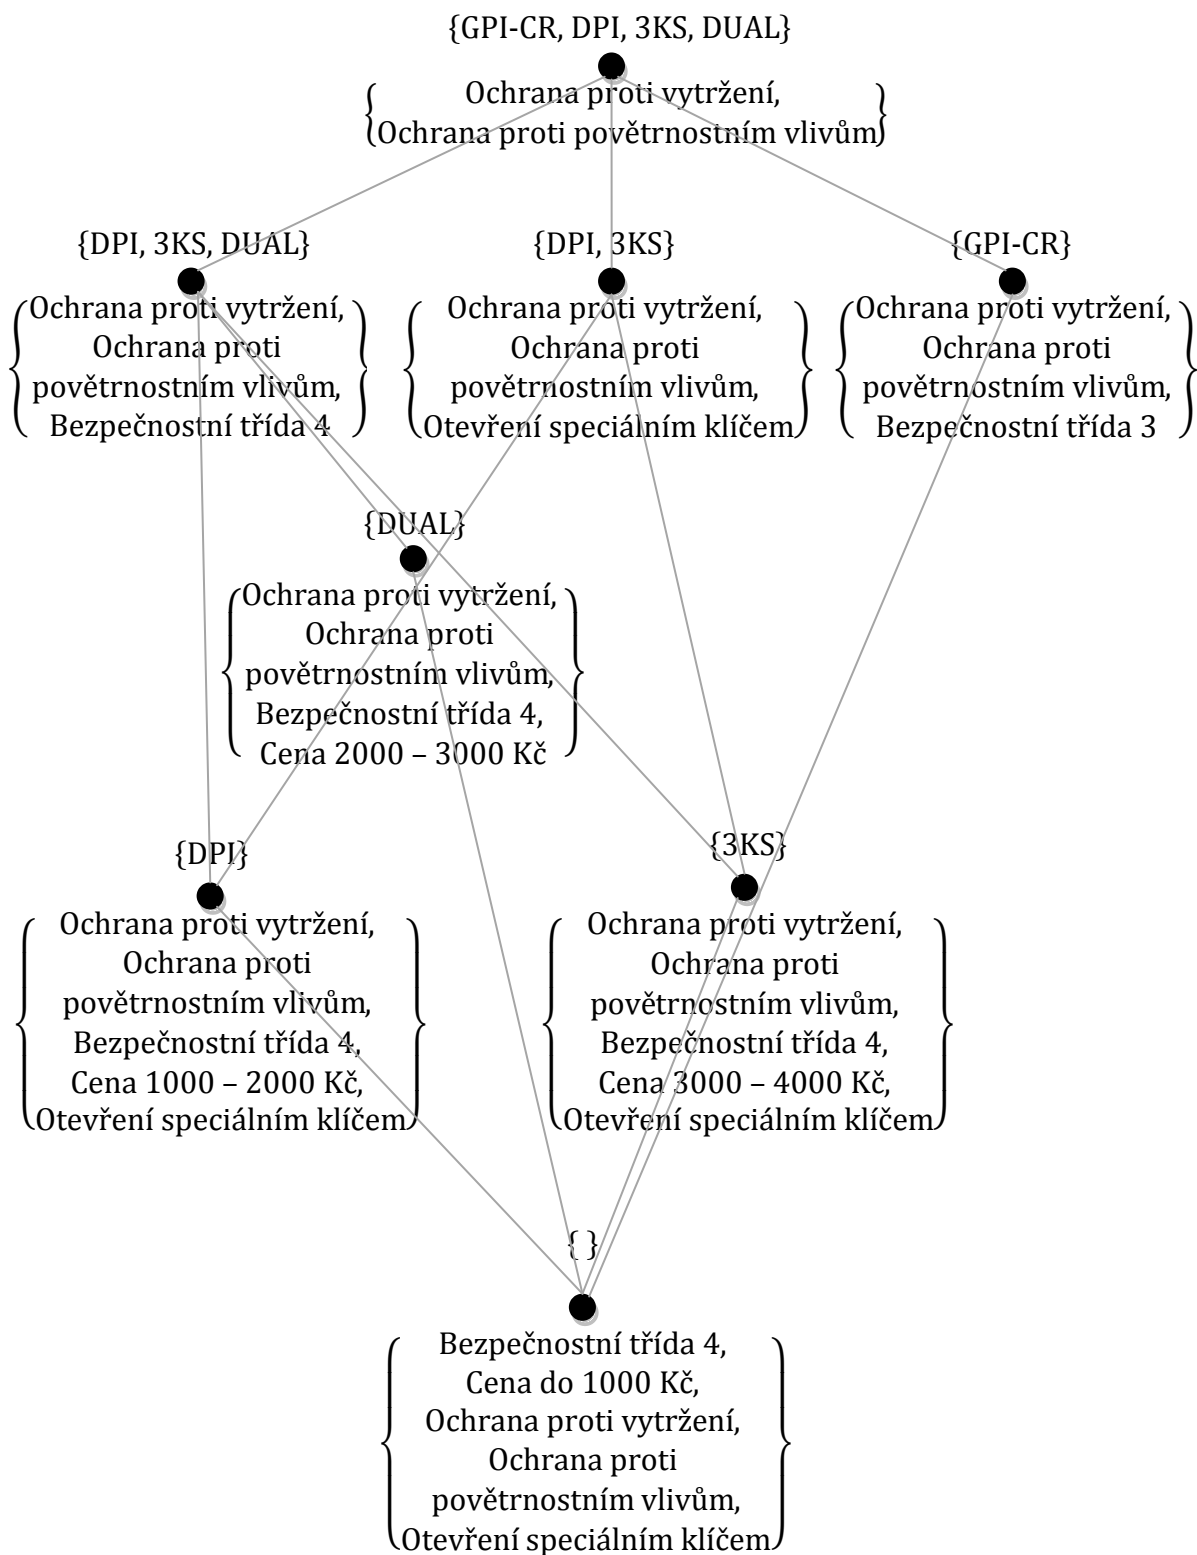 {GPI-CR, DPI, 3KS, DUAL}
Ochrana proti vytržení,
Ochrana proti povětrnostním vlivům
{DPI, 3KS, DUAL}
Ochrana proti vytržení,
Ochrana proti
povětrnostním vlivům,
Bezpečnostní třída 4
{DPI, 3KS}
Ochrana proti vytržení,
Ochrana proti
povětrnostním vlivům,
Otevření speciálním klíčem
{GPI-CR}
Ochrana proti vytržení,
Ochrana proti
povětrnostním vlivům,
Bezpečnostní třída 3
{DUAL}
Ochrana proti vytržení,
Ochrana proti
povětrnostním vlivům,
Bezpečnostní třída 4,
Cena 2000 – 3000 Kč
{DPI}
Ochrana proti vytržení,
Ochrana proti
povětrnostním vlivům,
Bezpečnostní třída 4,
Cena 1000 – 2000 Kč,
Otevření speciálním klíčem
{3KS}
Ochrana proti vytržení,
Ochrana proti
povětrnostním vlivům,
Bezpečnostní třída 4,
Cena 3000 – 4000 Kč,
Otevření speciálním klíčem
{ }
Bezpečnostní třída 4,
Cena do 1000 Kč,
Ochrana proti vytržení,
Ochrana proti
povětrnostním vlivům,
Otevření speciálním klíčem